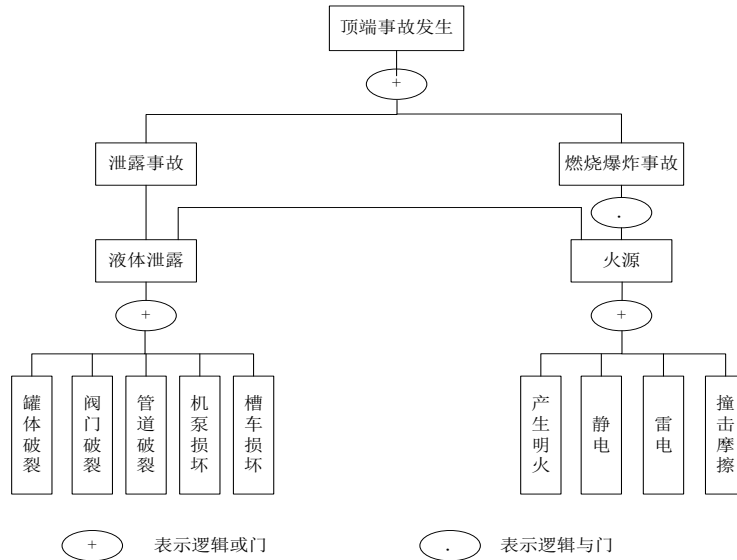 顶端事故发生
+
泄露事故
燃烧爆炸事故
.
液体泄露
火源
+
+
罐体破裂
阀门破裂
管道破裂
机泵损坏
槽车损坏
产生明火
静电
雷电
撞击摩擦
+ 表示逻辑或门
. 表示逻辑与门